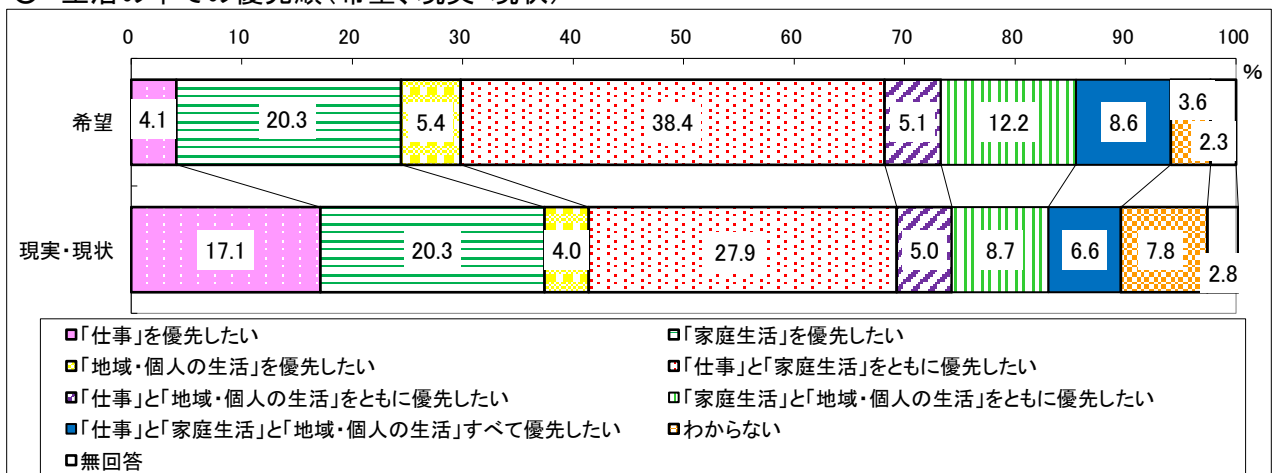 0 10 20 30 40 50 60 70 80 90 100
%
希望 4.1 20.3 5.4 38.4 5.1 12.2 8.6 3.6 2.3
現実・現状 17.1 20.3 4.0 27.9 5.0 8.7 6.6 7.8 2.8
「仕事」を優先したい 「家庭生活」を優先したい
「地域・個人の生活」を優先したい 「仕事」と「家庭生活」をともに優先したい
「仕事」と「地域・個人の生活」をともに優先したい 「家庭生活」と「地域・個人の生活」をともに優先したい
「仕事」と「家庭生活」と「地域・個人の生活」すべて優先したい わからない
無回答